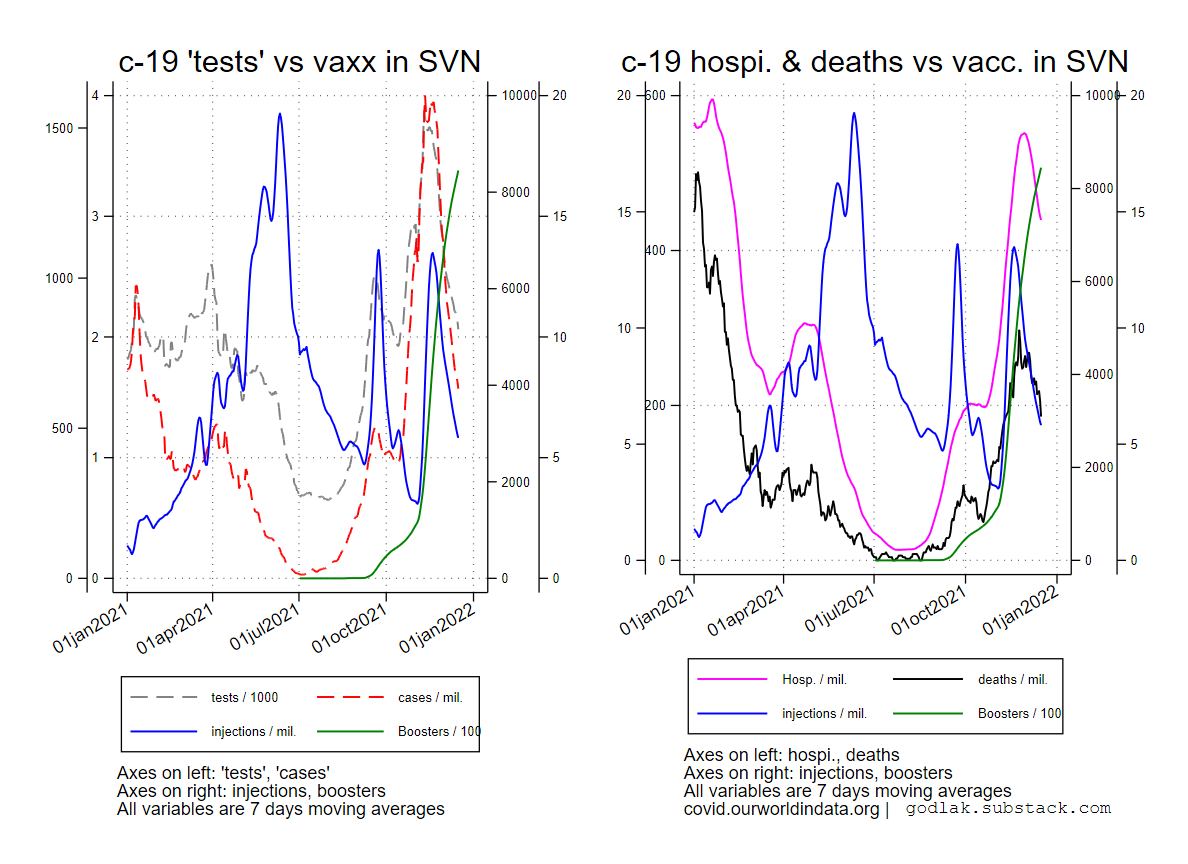 c-19 'tests' vs vaxx in SVN
4
3
2
1
0
1500
1000
500
0
10000
8000
6000
4000
2000
0
20
15
10
5
0
01jan2021
01apr2021
01jul2021
01oct2021
01jan2022
tests / 1000
cases / mil.
injections / mil.
Boosters / 100
Axes on left: 'tests', 'cases'
Axes on right: injections, boosters
All variables are 7 days moving averages
c-19 hospi. & deaths vs vacc. in SVN
20
15
10
5
0
600
400
200
0
10000
8000
6000
4000
2000
0
20
15
10
5
0
01jan2021
01apr2021
01jul2021
01oct2021
01jan2022
Hosp. / mil.
deaths / mil.
injections / mil.
Boosters / 100
Axes on left: hospi., deaths
Axes on right: injections, boosters
All variables are 7 days moving averages
covid.ourworldindata.org | godlak.substack.com